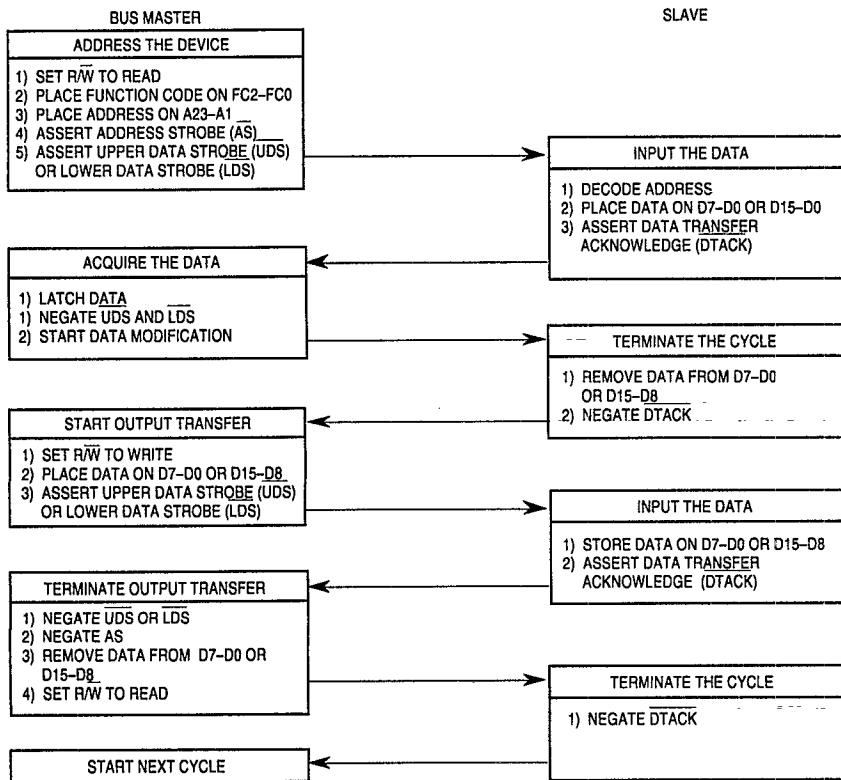 BUS MASTER
SLAVE
ADDRESS THE DEVICE
1) SET R/W̅ TO READ
2) PLACE FUNCTION CODE ON FC2–FC0
3) PLACE ADDRESS ON A23–A1
4) ASSERT ADDRESS STROBE (AS)
5) ASSERT UPPER DATA STROBE (UDS)
OR LOWER DATA STROBE (LDS)
INPUT THE DATA
1) DECODE ADDRESS
2) PLACE DATA ON D7–D0 OR D15–D0
3) ASSERT DATA TRANSFER
ACKNOWLEDGE (DTACK)
ACQUIRE THE DATA
1) LATCH DATA
1) NEGATE UDS AND LDS
2) START DATA MODIFICATION
TERMINATE THE CYCLE
1) REMOVE DATA FROM D7–D0
OR D15–D8
2) NEGATE DTACK
START OUTPUT TRANSFER
1) SET R/W̅ TO WRITE
2) PLACE DATA ON D7–D0 OR D15–D8
3) ASSERT UPPER DATA STROBE (UDS)
OR LOWER DATA STROBE (LDS)
INPUT THE DATA
1) STORE DATA ON D7–D0 OR D15–D8
2) ASSERT DATA TRANSFER
ACKNOWLEDGE (DTACK)
TERMINATE OUTPUT TRANSFER
1) NEGATE UDS OR LDS
2) NEGATE AS
3) REMOVE DATA FROM D7–D0 OR
D15–D8
4) SET R/W̅ TO READ
TERMINATE THE CYCLE
1) NEGATE DTACK
START NEXT CYCLE